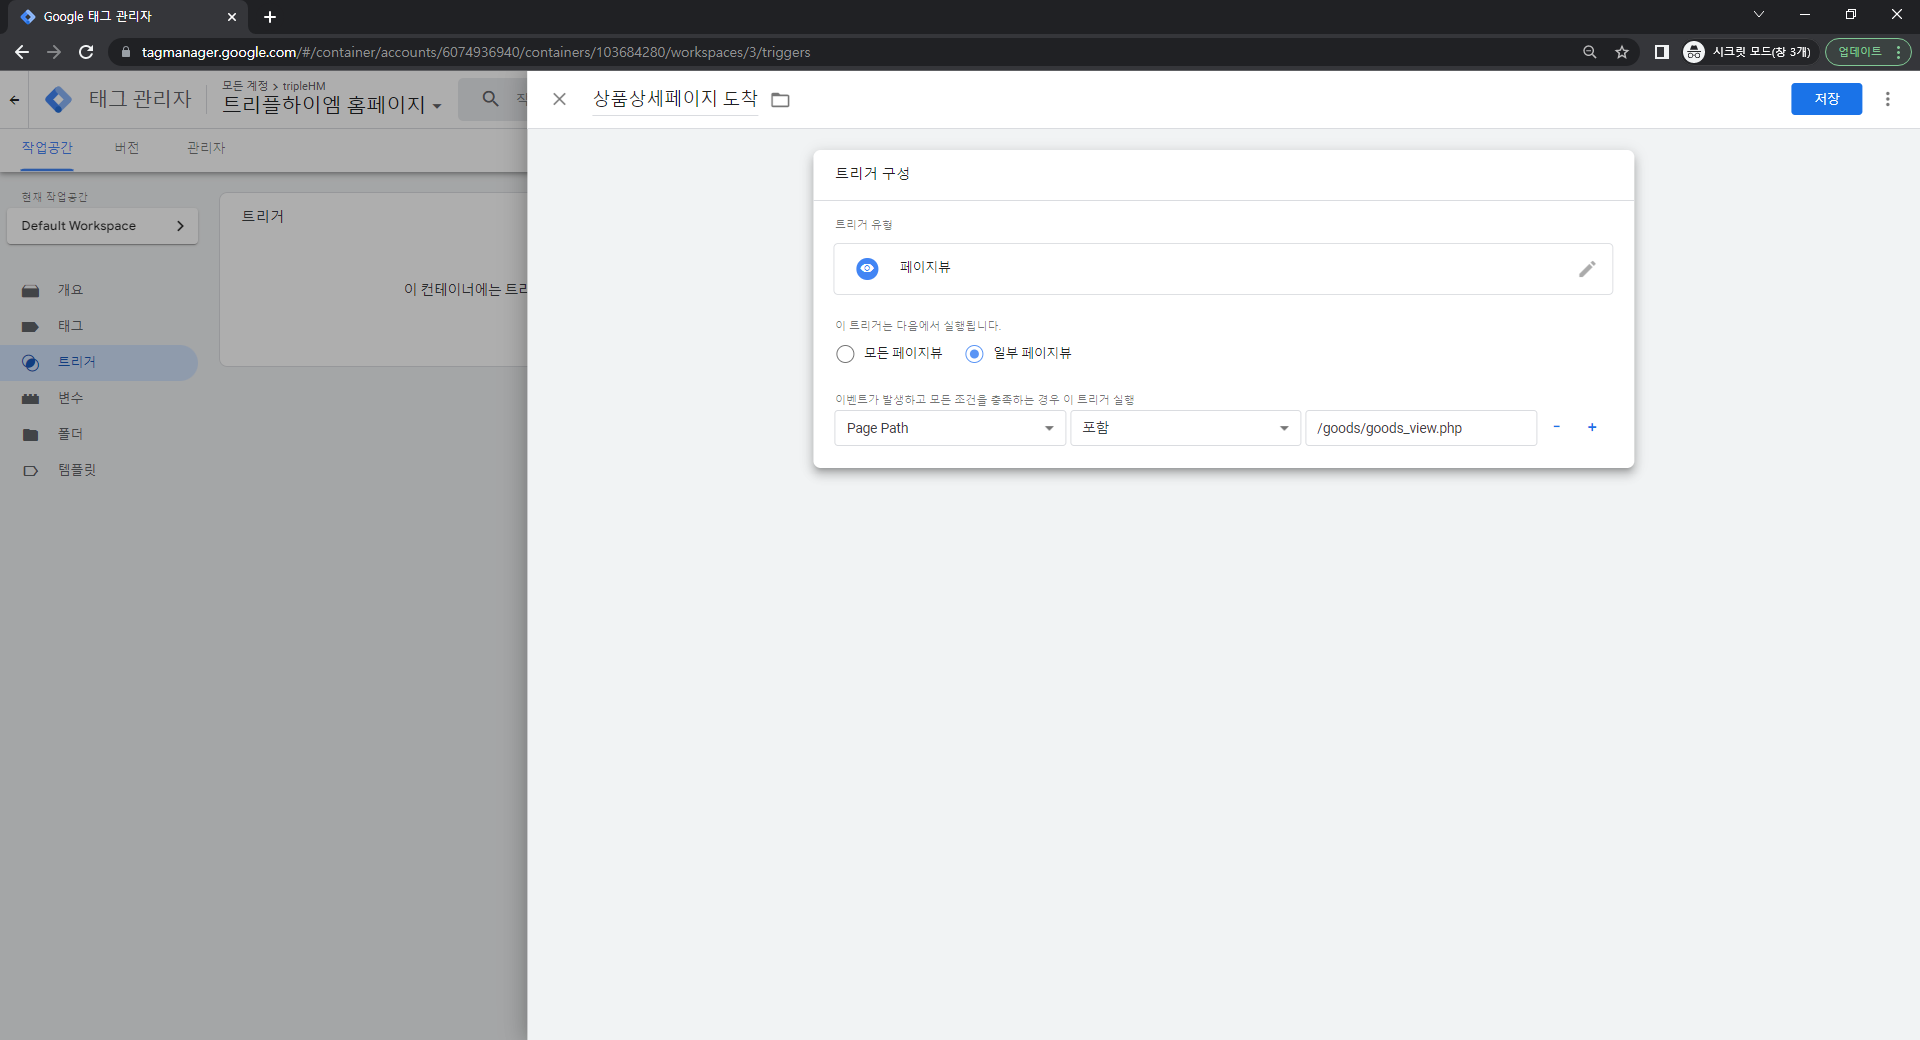 Google 태그 관리자
tagmanager.google.com/#/container/accounts/6074936940/containers/103684280/workspaces/3/triggers
시크릿 모드(창 3개)
업데이트
태그 관리자
모든 계정 > tripleHM
트리플하이엠 홈페이지
상품상세페이지 도착
저장
작업공간
버전
관리자
현재 작업공간
Default Workspace
개요
태그
트리거
변수
폴더
템플릿
트리거
이 컨테이너에는 트리
트리거 구성
트리거 유형
페이지뷰
이 트리거는 다음에서 실행됩니다.
모든 페이지뷰
일부 페이지뷰
이벤트가 발생하고 모든 조건을 충족하는 경우 이 트리거 실행
Page Path
포함
/goods/goods_view.php
- +